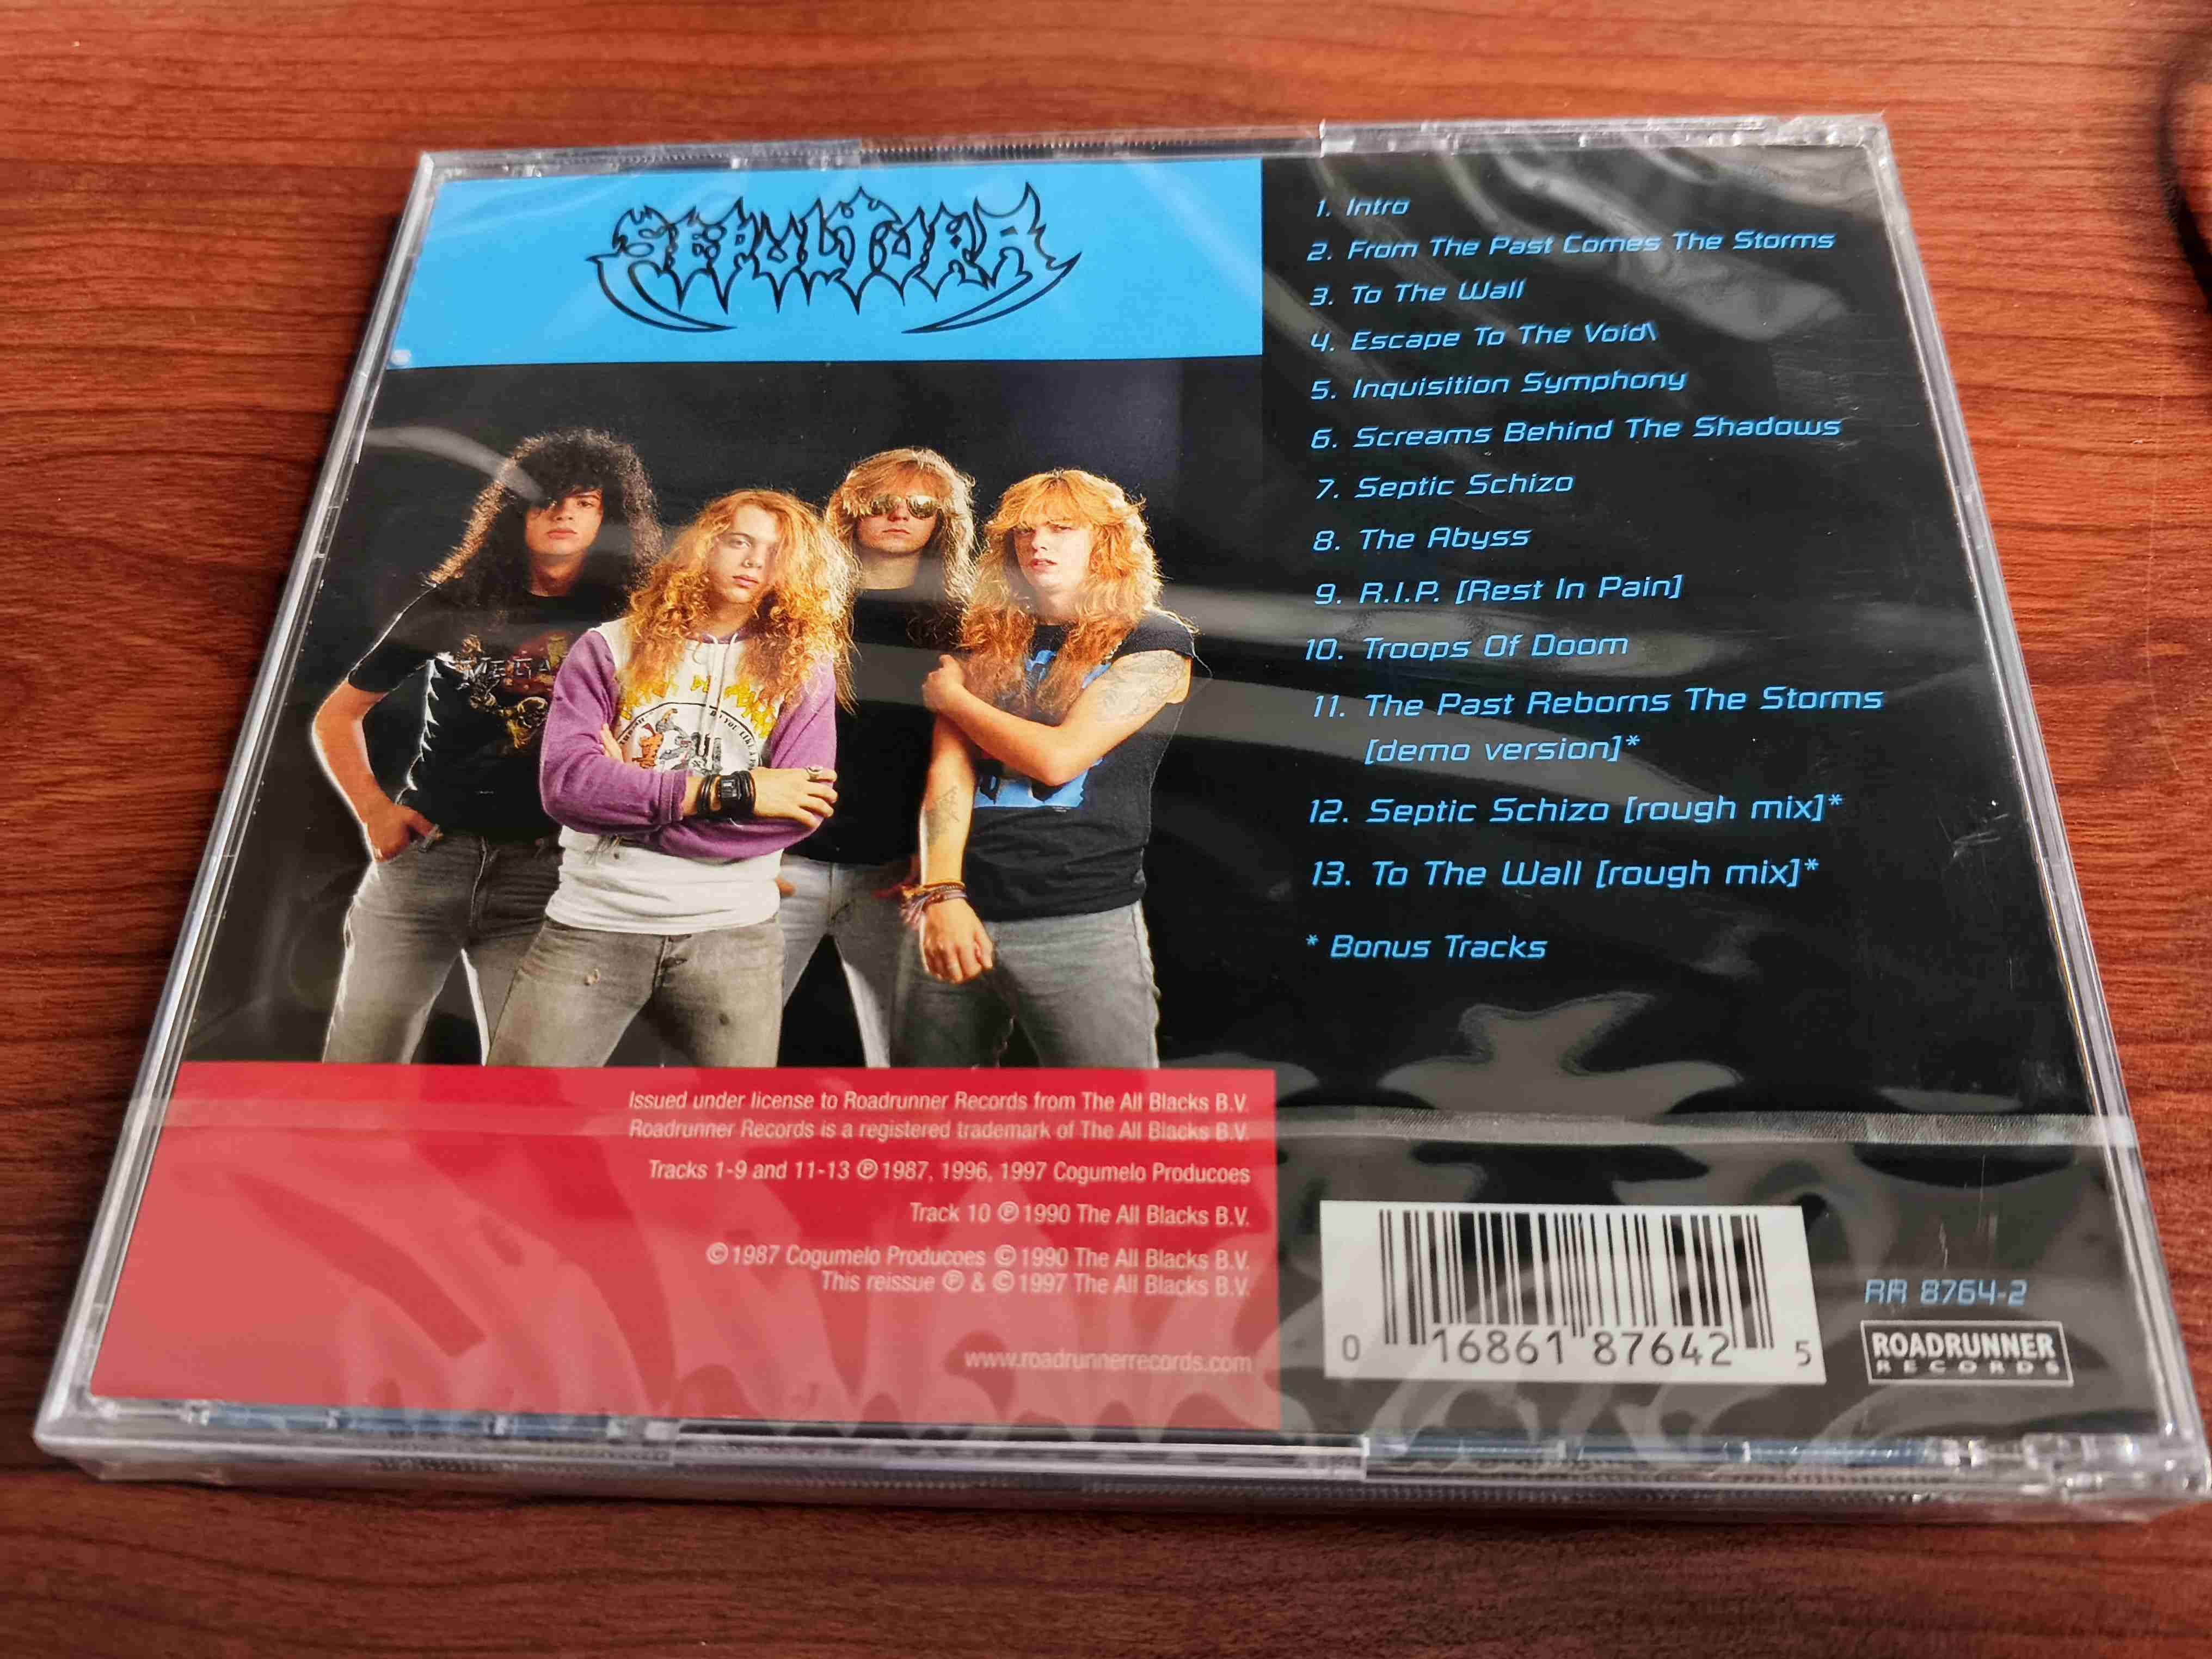 SEPULTURA
1. Intro
2. From The Past Comes The Storms
3. To The Wall
4. Escape To The Void\
5. Inquisition Symphony
6. Screams Behind The Shadows
7. Septic Schizo
8. The Abyss
9. R.I.P. [Rest In Pain]
10. Troops Of Doom
11. The Past Reborns The Storms
[demo version]*
12. Septic Schizo [rough mix]*
13. To The Wall [rough mix]*
* Bonus Tracks
Issued under license to Roadrunner Records from The All Blacks B.V.
Roadrunner Records is a registered trademark of The All Blacks B.V.
Tracks 1-9 and 11-13 ℗1987, 1996, 1997 Cogumelo Producoes
Track 10 ℗1990 The All Blacks B.V.
©1987 Cogumelo Producoes ©1990 The All Blacks B.V.
This reissue ℗ & ©1997 The All Blacks B.V.
www.roadrunnerrecords.com
0 16861 87642 5
RR 8764-2
ROADRUNNER
RECORDS